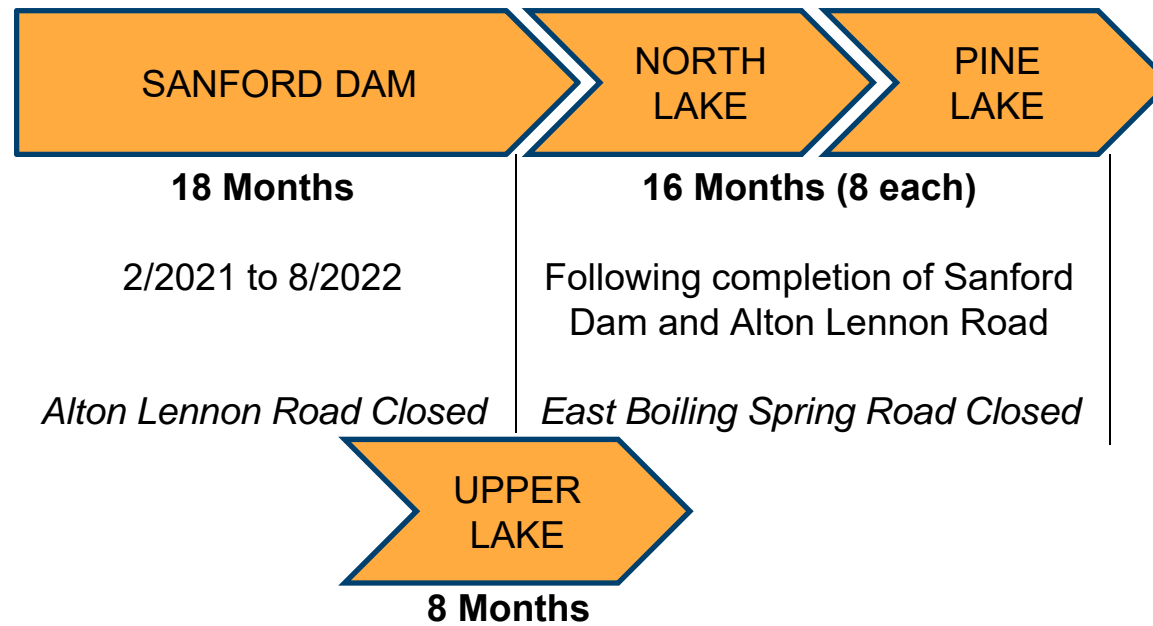 SANFORD DAM
NORTH
LAKE
PINE
LAKE
18 Months
16 Months (8 each)
2/2021 to 8/2022
Following completion of Sanford
Dam and Alton Lennon Road
Alton Lennon Road Closed
East Boiling Spring Road Closed
UPPER
LAKE
8 Months